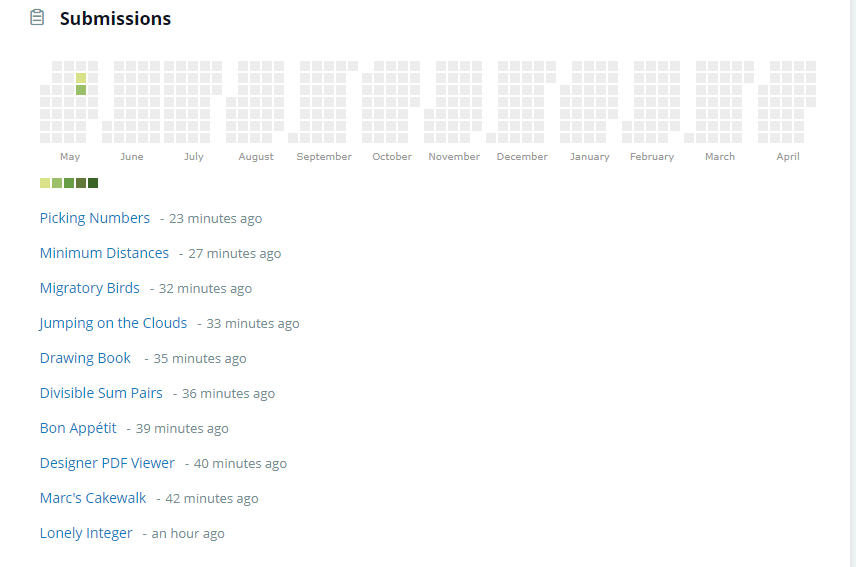 Submissions
May June July August September October November December January February March April
Picking Numbers - 23 minutes ago
Minimum Distances - 27 minutes ago
Migratory Birds - 32 minutes ago
Jumping on the Clouds - 33 minutes ago
Drawing Book - 35 minutes ago
Divisible Sum Pairs - 36 minutes ago
Bon Appétit - 39 minutes ago
Designer PDF Viewer - 40 minutes ago
Marc's Cakewalk - 42 minutes ago
Lonely Integer - an hour ago